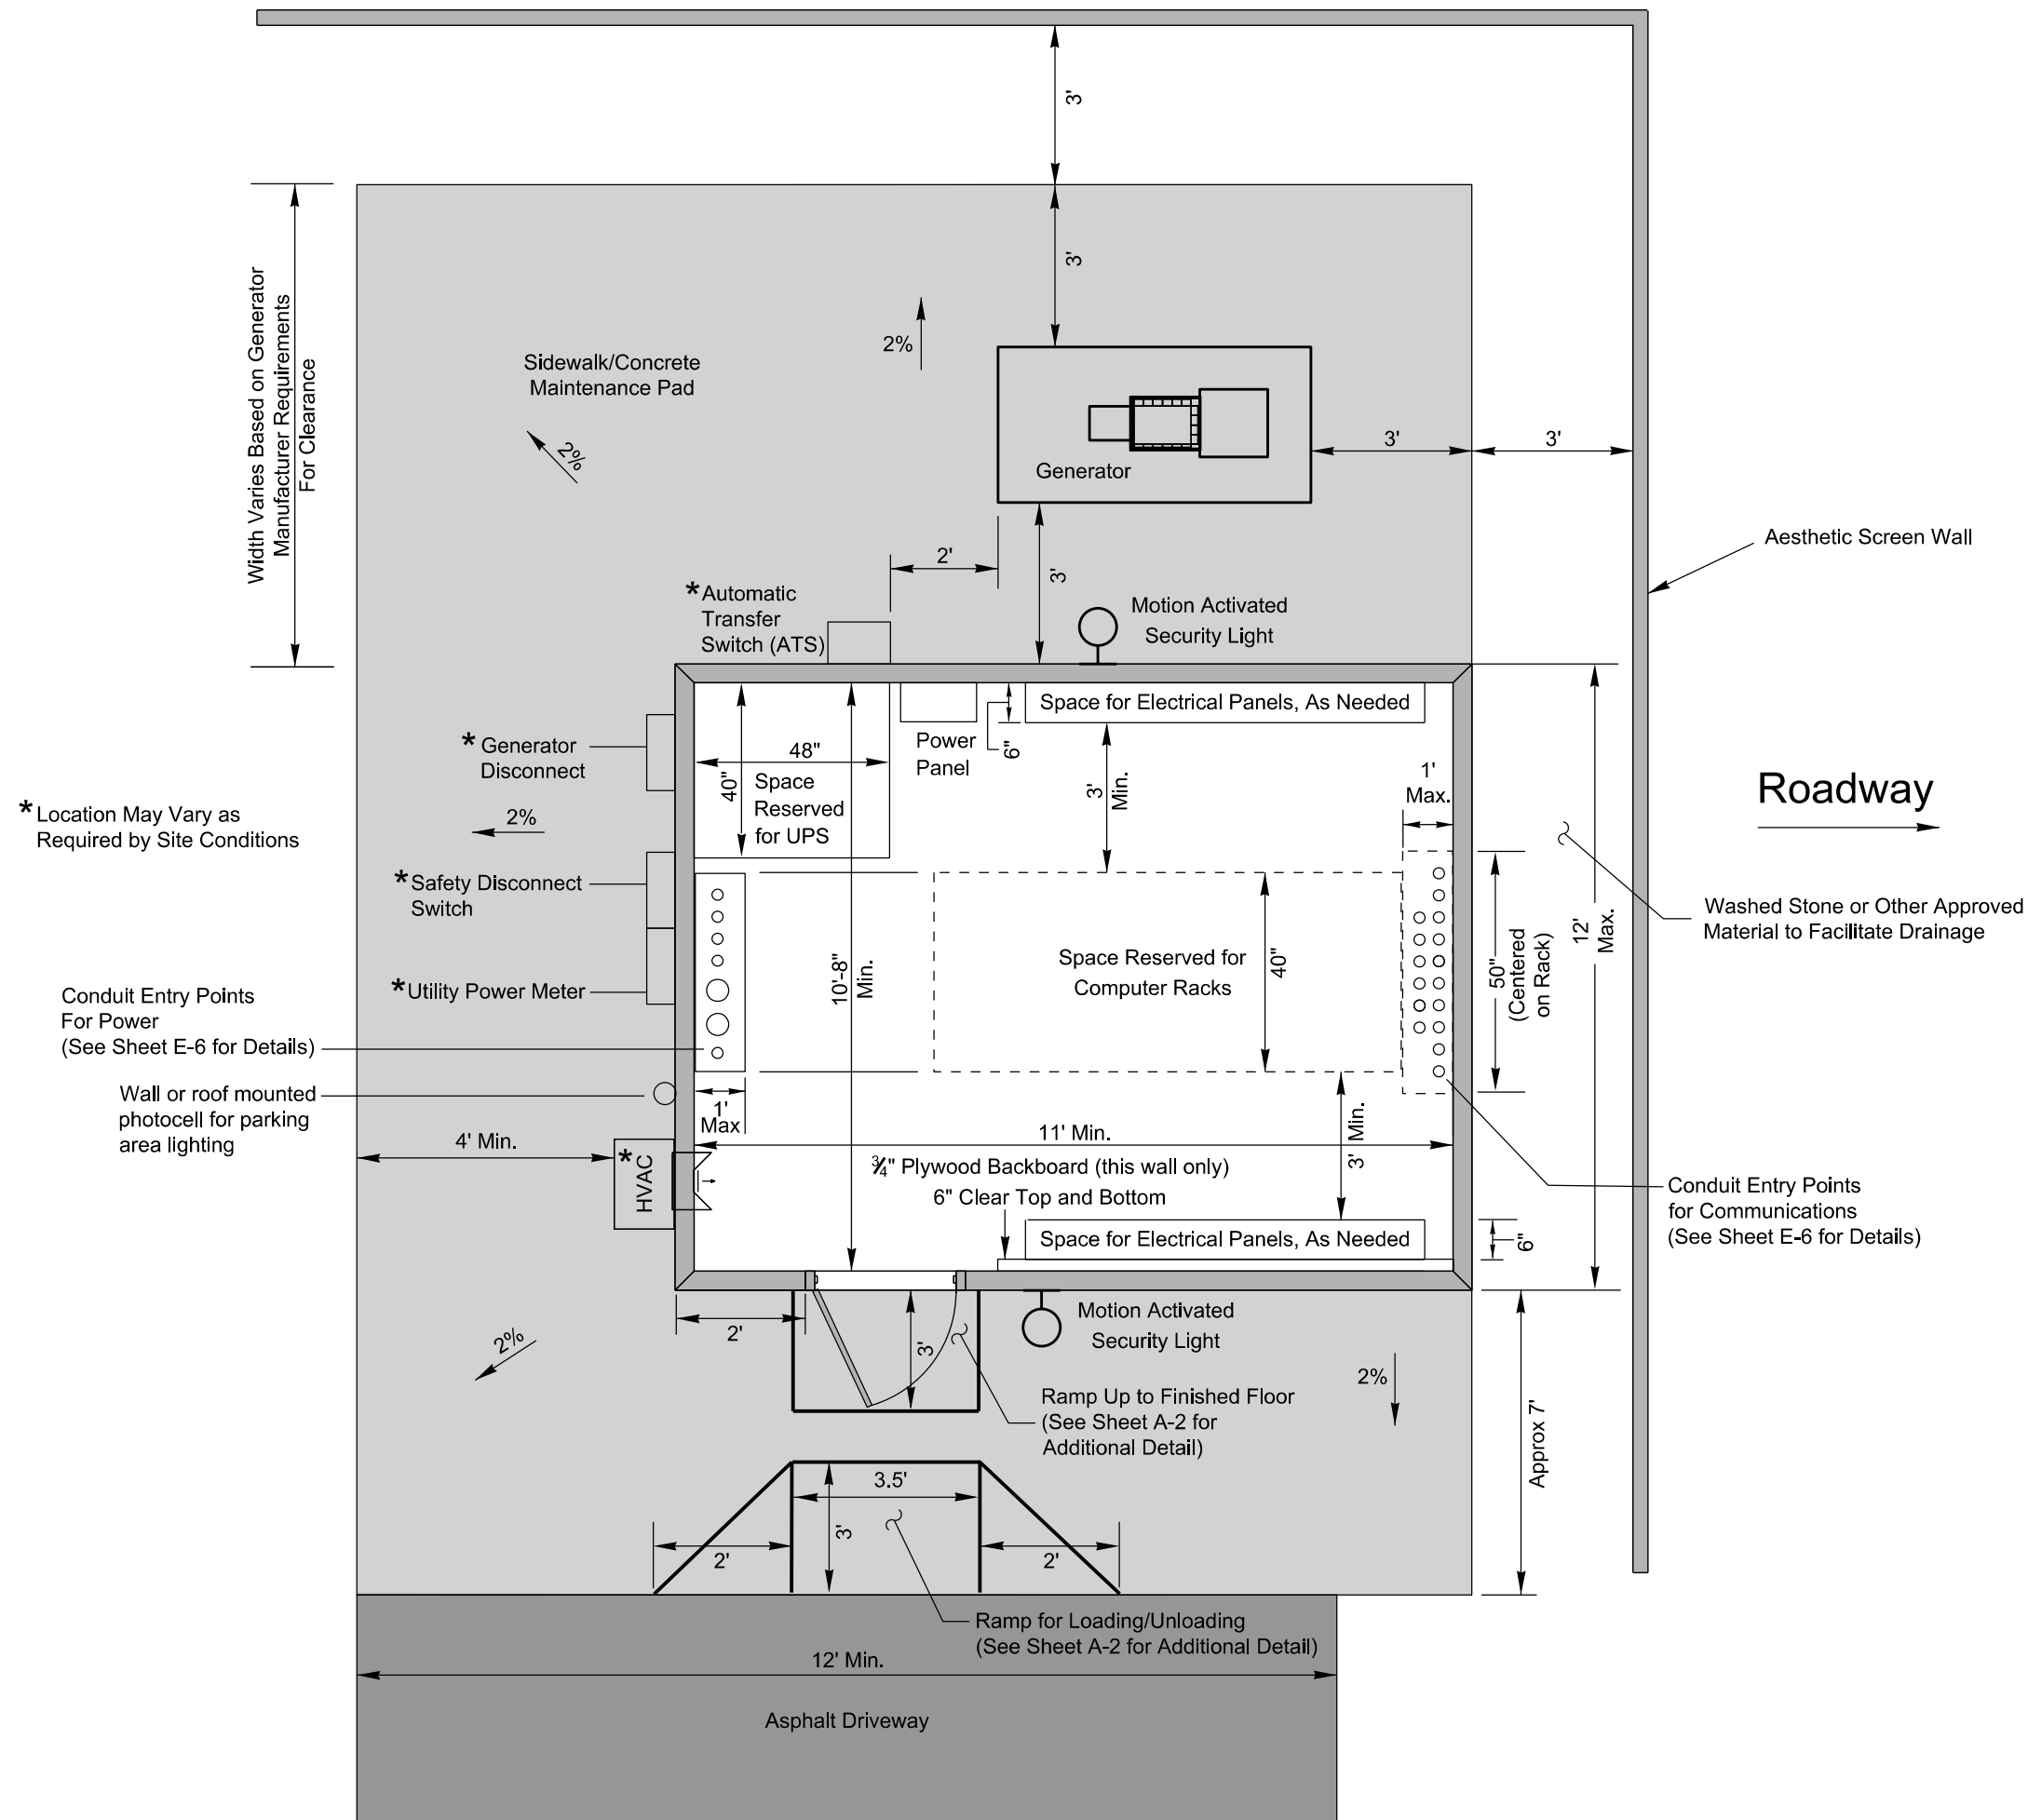 3'
3'
Width Varies Based on Generator
Manufacturer Requirements
For Clearance
Sidewalk/Concrete
Maintenance Pad
2%
2%
Generator
3'
3'
2'
3'
Aesthetic Screen Wall
*Automatic
Transfer
Switch (ATS)
Motion Activated
Security Light
Space for Electrical Panels, As Needed
6"
Power
Panel
48"
40"
Space
Reserved
for UPS
3'
Min.
1'
Max.
* Generator
Disconnect
Roadway
* Location May Vary as
Required by Site Conditions
2%
*Safety Disconnect
Switch
*Utility Power Meter
10'-8"
Min.
Space Reserved for
Computer Racks
40"
50"
(Centered
on Rack)
12'
Max.
Washed Stone or Other Approved
Material to Facilitate Drainage
Conduit Entry Points
For Power
(See Sheet E-6 for Details)
Wall or roof mounted
photocell for parking
area lighting
1'
Max
4' Min.
11' Min.
3' Min.
* HVAC
¾" Plywood Backboard (this wall only)
6" Clear Top and Bottom
Conduit Entry Points
for Communications
(See Sheet E-6 for Details)
Space for Electrical Panels, As Needed
6"
2'
3'
Motion Activated
Security Light
2%
2%
Ramp Up to Finished Floor
(See Sheet A-2 for
Additional Detail)
Approx 7'
3.5'
3'
2'
2'
Ramp for Loading/Unloading
(See Sheet A-2 for Additional Detail)
12' Min.
Asphalt Driveway